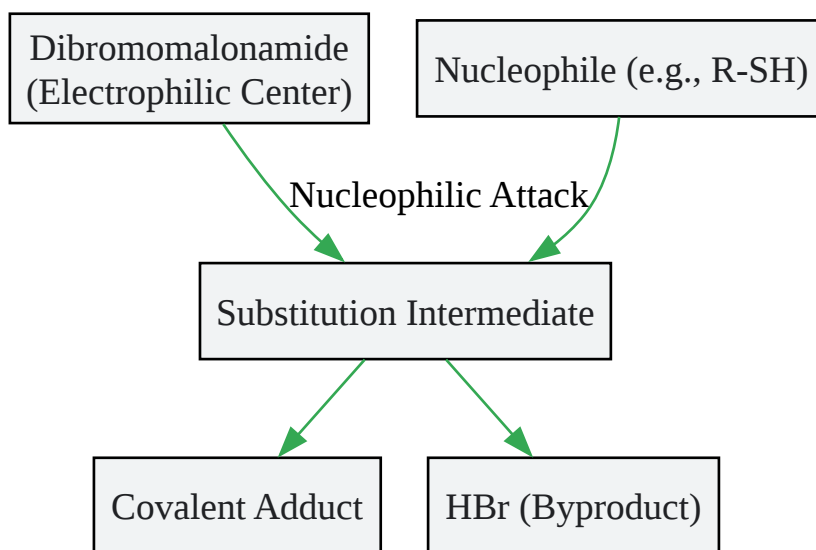 Dibromomalonamide
(Electrophilic Center)
Nucleophile (e.g., R-SH)
Nucleophilic Attack
Substitution Intermediate
Covalent Adduct
HBr (Byproduct)